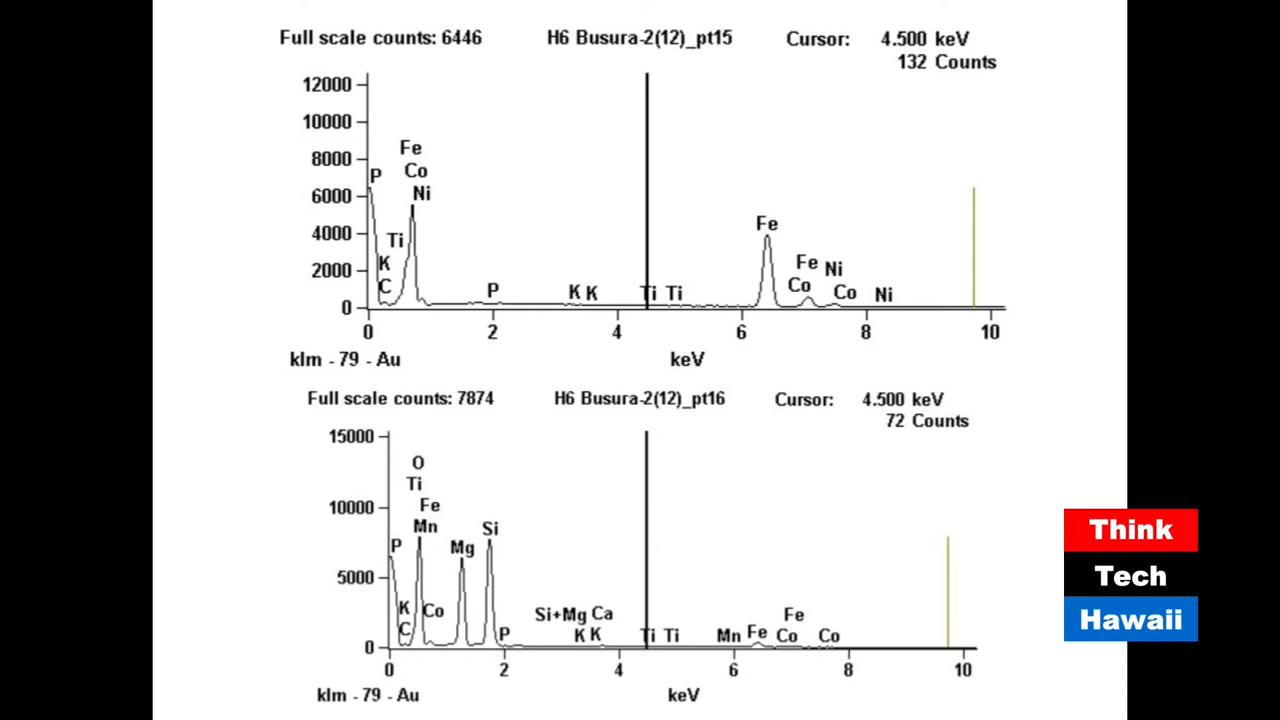 Full scale counts: 6446 H6 Busura-2(12)_pt15 Cursor: 4.500 keV
132 Counts
12000
10000
8000
6000
4000
2000
0
Fe
Co
P
Ni
Ti
K
C
P
K K
Ti Ti
Fe
Fe
Co
Ni
Co
Ni
0 2 4 6 8 10
klm - 79 - Au keV
Full scale counts: 7874 H6 Busura-2(12)_pt16 Cursor: 4.500 keV
72 Counts
15000
10000
5000
0
O
Ti
Fe
Mn
P
Mg
Si
K
C
Co
P
Si+Mg Ca
K K
Ti Ti
Mn
Fe
Fe
Co
Co
0 2 4 6 8 10
klm - 79 - Au keV
Think
Tech
Hawaii